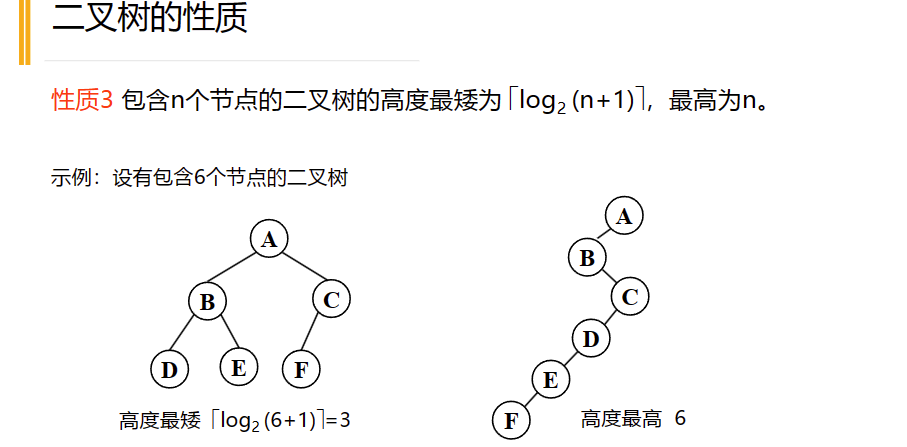 二叉树的性质
性质3 包含n个节点的二叉树的高度最矮为⌈log₂(n+1)⌉，最高为n。
示例：设有包含6个节点的二叉树
A
B C
D E F
高度最矮⌈log₂(6+1)⌉=3
A
B
C
D
E
F
高度最高 6